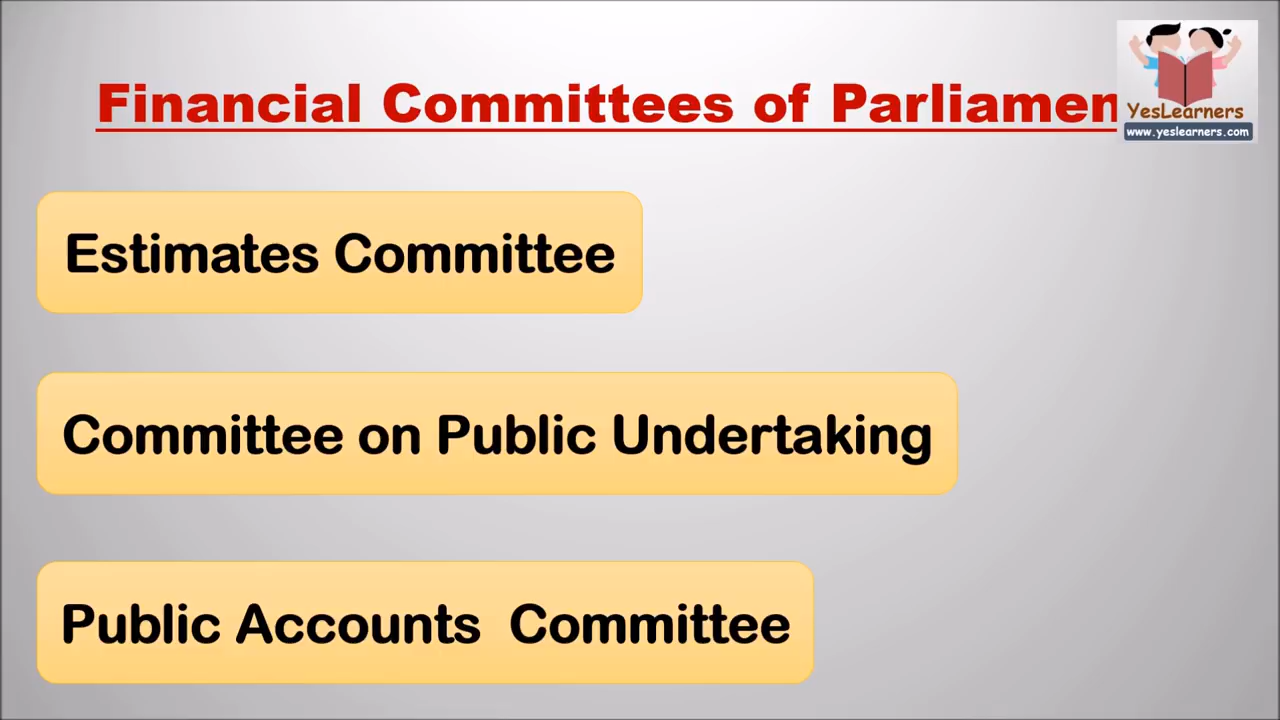 Financial Committees of Parliamen
YesLearners
www.yeslearners.com
Estimates Committee
Committee on Public Undertaking
Public Accounts Committee